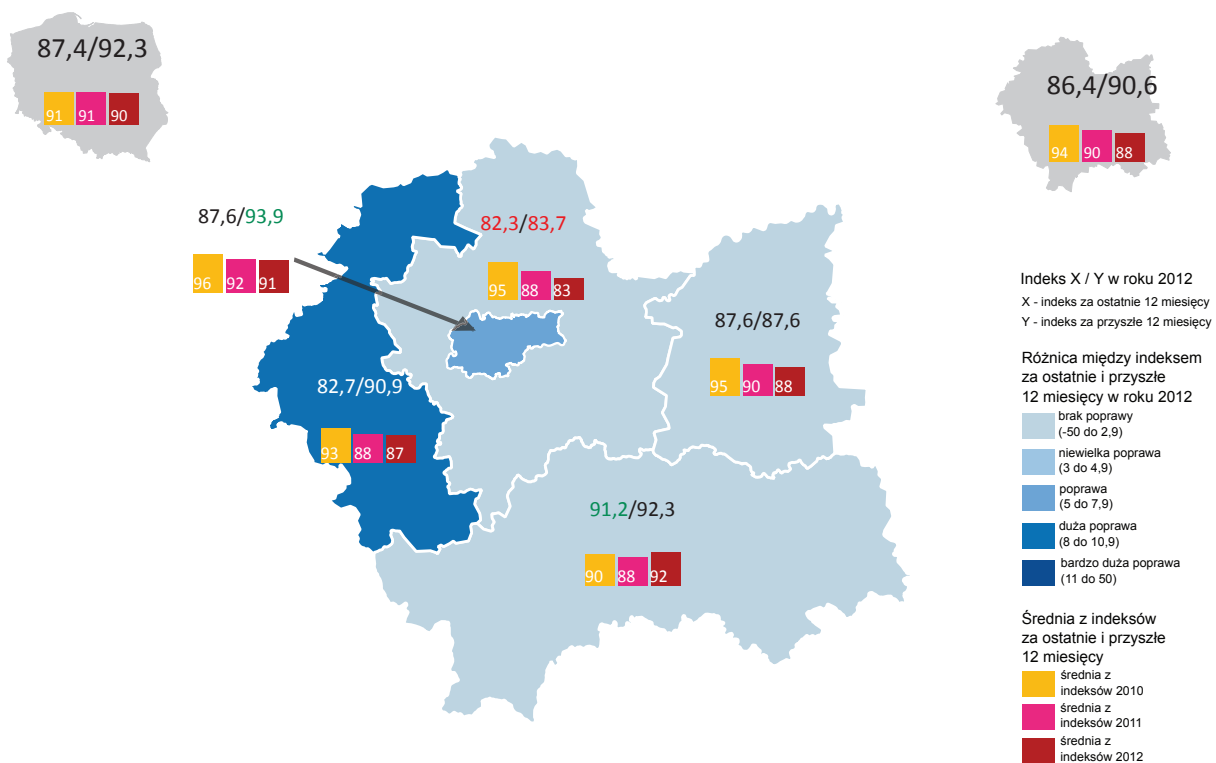 87,4/92,3
91 91 90
86,4/90,6
94 90 88
87,6/93,9
96 92 91
82,3/83,7
95 88 83
87,6/87,6
95 90 88
82,7/90,9
93 88 87
91,2/92,3
90 88 92
Indeks X / Y w roku 2012
X - indeks za ostatnie 12 miesięcy
Y - indeks za przyszłe 12 miesięcy
Różnica między indeksem
za ostatnie i przyszłe
12 miesięcy w roku 2012
brak poprawy
(-50 do 2,9)
niewielka poprawa
(3 do 4,9)
poprawa
(5 do 7,9)
duża poprawa
(8 do 10,9)
bardzo duża poprawa
(11 do 50)
Średnia z indeksów
za ostatnie i przyszłe
12 miesięcy
średnia z
indeksów 2010
średnia z
indeksów 2011
średnia z
indeksów 2012